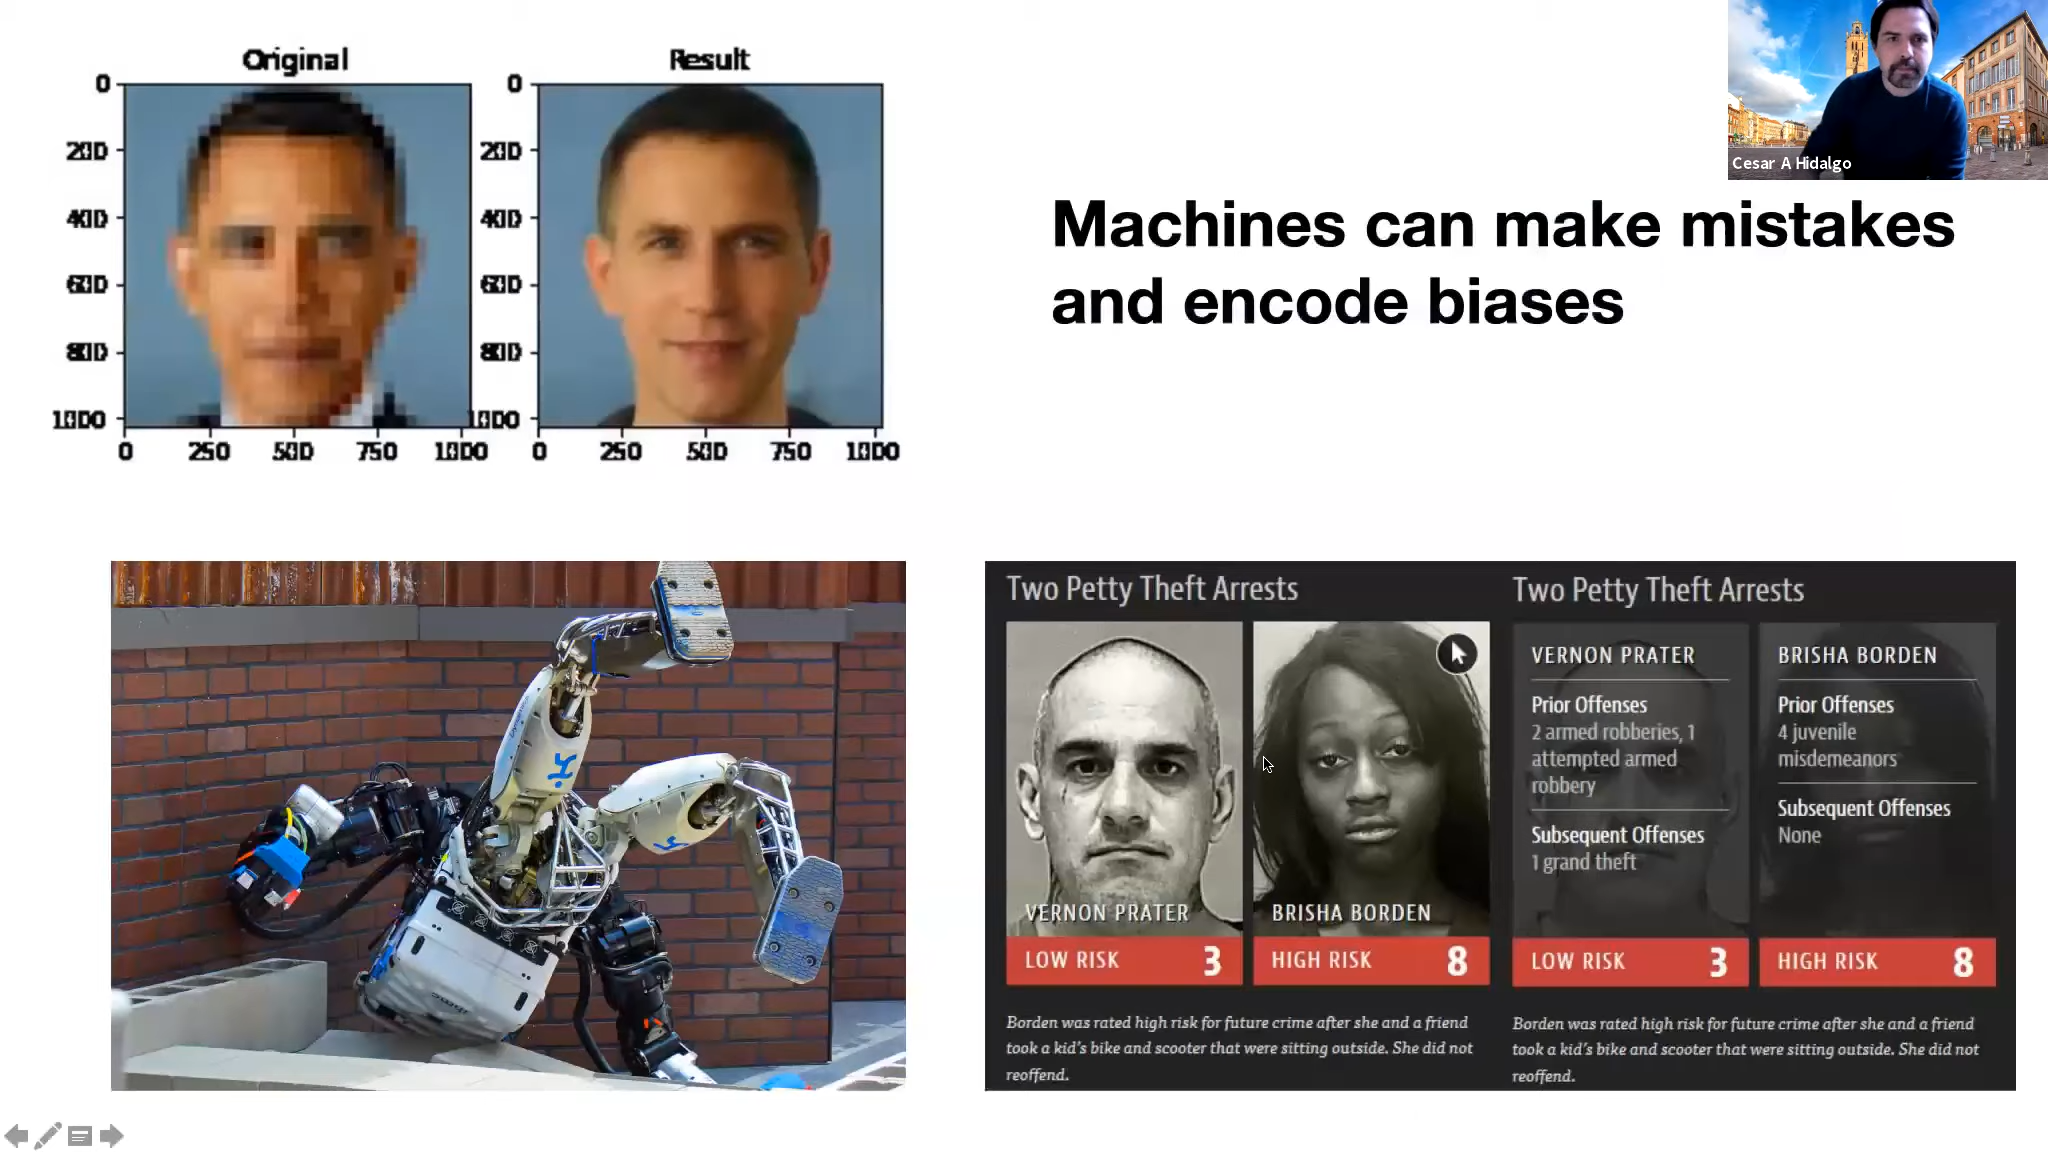 Original
Result
0
200
400
600
800
1000
0
250
500
750
1000
0
200
400
600
800
1000
0
250
500
750
1000
Cesar A Hidalgo
Machines can make mistakes
and encode biases
Two Petty Theft Arrests
VERNON PRATER
LOW RISK 3
BRISHA BORDEN
HIGH RISK 8
Borden was rated high risk for future crime after she and a friend
took a kid's bike and scooter that were sitting outside. She did not
reoffend.
Two Petty Theft Arrests
VERNON PRATER
Prior Offenses
2 armed robberies, 1
attempted armed
robbery
Subsequent Offenses
1 grand theft
LOW RISK 3
BRISHA BORDEN
Prior Offenses
4 juvenile
misdemeanors
Subsequent Offenses
None
HIGH RISK 8
Borden was rated high risk for future crime after she and a friend
took a kid's bike and scooter that were sitting outside. She did not
reoffend.